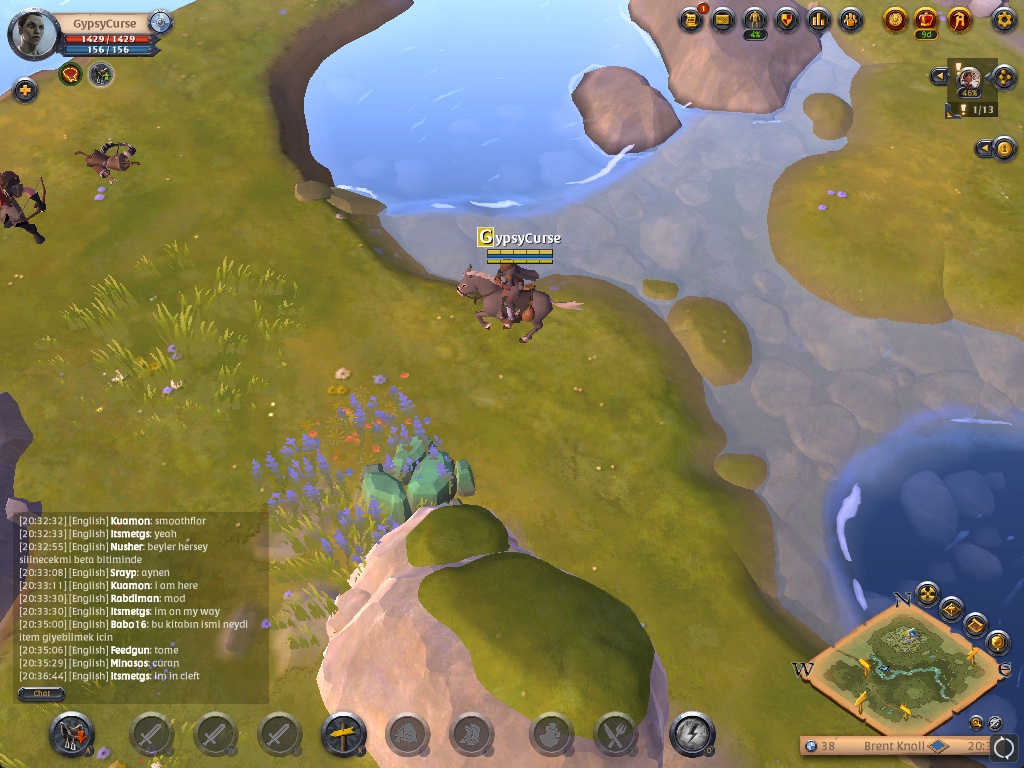 GypsyCurse
1429 / 1429
156 / 156
1
4%
9d
46%
1/13
GypsyCurse
[20:32:32] [English] Kuamon: smoothflor
[20:32:33] [English] Itsmetgs: yeah
[20:32:55] [English] Nusher: beyler hersey
silinecekmi beta bitiminde
[20:33:08] [English] Srayp: aynen
[20:33:11] [English] Kuamon: i am here
[20:33:30] [English] Rabdiman: mod
[20:33:30] [English] Itsmetgs: im on my way
[20:35:00] [English] Babo16: bu kitabın ismi neydi
item giyebilmek icin
[20:35:06] [English] Feedgun: tome
[20:35:29] [English] Minasos: curan
[20:36:44] [English] Itsmetgs: im in cleft
Chat
A
R
N
W
E
38
Brent Knoll
20:3